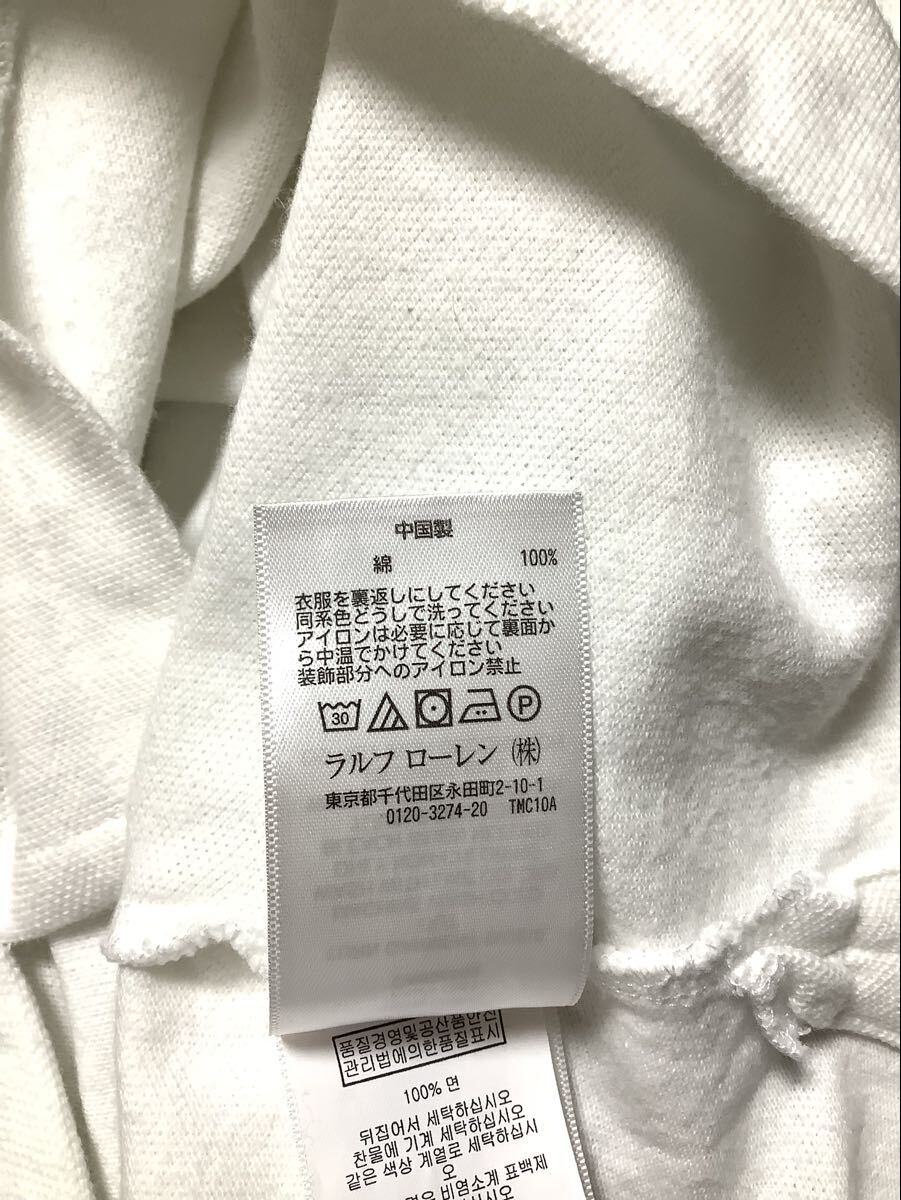 中国製
綿 100%
衣服を裏返しにしてください
同系色どうしで洗ってください
アイロンは必要に応じて裏面か
ら中温でかけてください
装飾部分へのアイロン禁止
30 P
ラルフ ローレン (株)
東京都千代田区永田町2-10-1
0120-3274-20 TMC10A
품질경영및공산품안전
관리법에의한품질표시
100% 면
뒤집어서 세탁하십시오
찬물에 기계 세탁하십시오
같은 색상 계열로 세탁하십시
오
비염소계 표백제